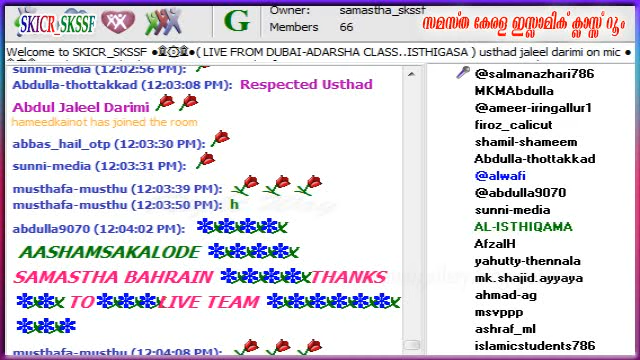 SKICR_SKSSF
G
Owner: samastha_skssf
Members 66
സമസ്ത കേരള ഇസ്ലാമിക് ക്ലാസ്സ് റൂം
Welcome to SKICR_SKSSF ●۩۞۩●( LIVE FROM DUBAI-ADARSHA CLASS..ISTHIGASA ) usthad jaleel darimi on mic ●
sunni-media (12:02:56 PM):
Abdulla-thottakkad (12:03:08 PM): Respected Usthad
Abdul Jaleel Darimi
hameedkainot has joined the room
abbas_hail_otp (12:03:30 PM):
sunni-media (12:03:31 PM):
musthafa-musthu (12:03:39 PM):
musthafa-musthu (12:03:50 PM): h
abdulla9070 (12:04:02 PM):
AASHAMSAKALODE
SAMASTHA BAHRAIN THANKS
TO LIVE TEAM
musthafa-musthu (12:04:08 PM):
@salmanazhari786
MKMAbdulla
@ameer-iringallur1
firoz_calicut
shamil-shameem
Abdulla-thottakkad
@alwafi
@abdulla9070
sunni-media
AL-ISTHIQAMA
AfzalH
yahutty-thennala
mk.shajid.ayyaya
ahmad-ag
msvppp
ashraf_ml
islamicstudents786